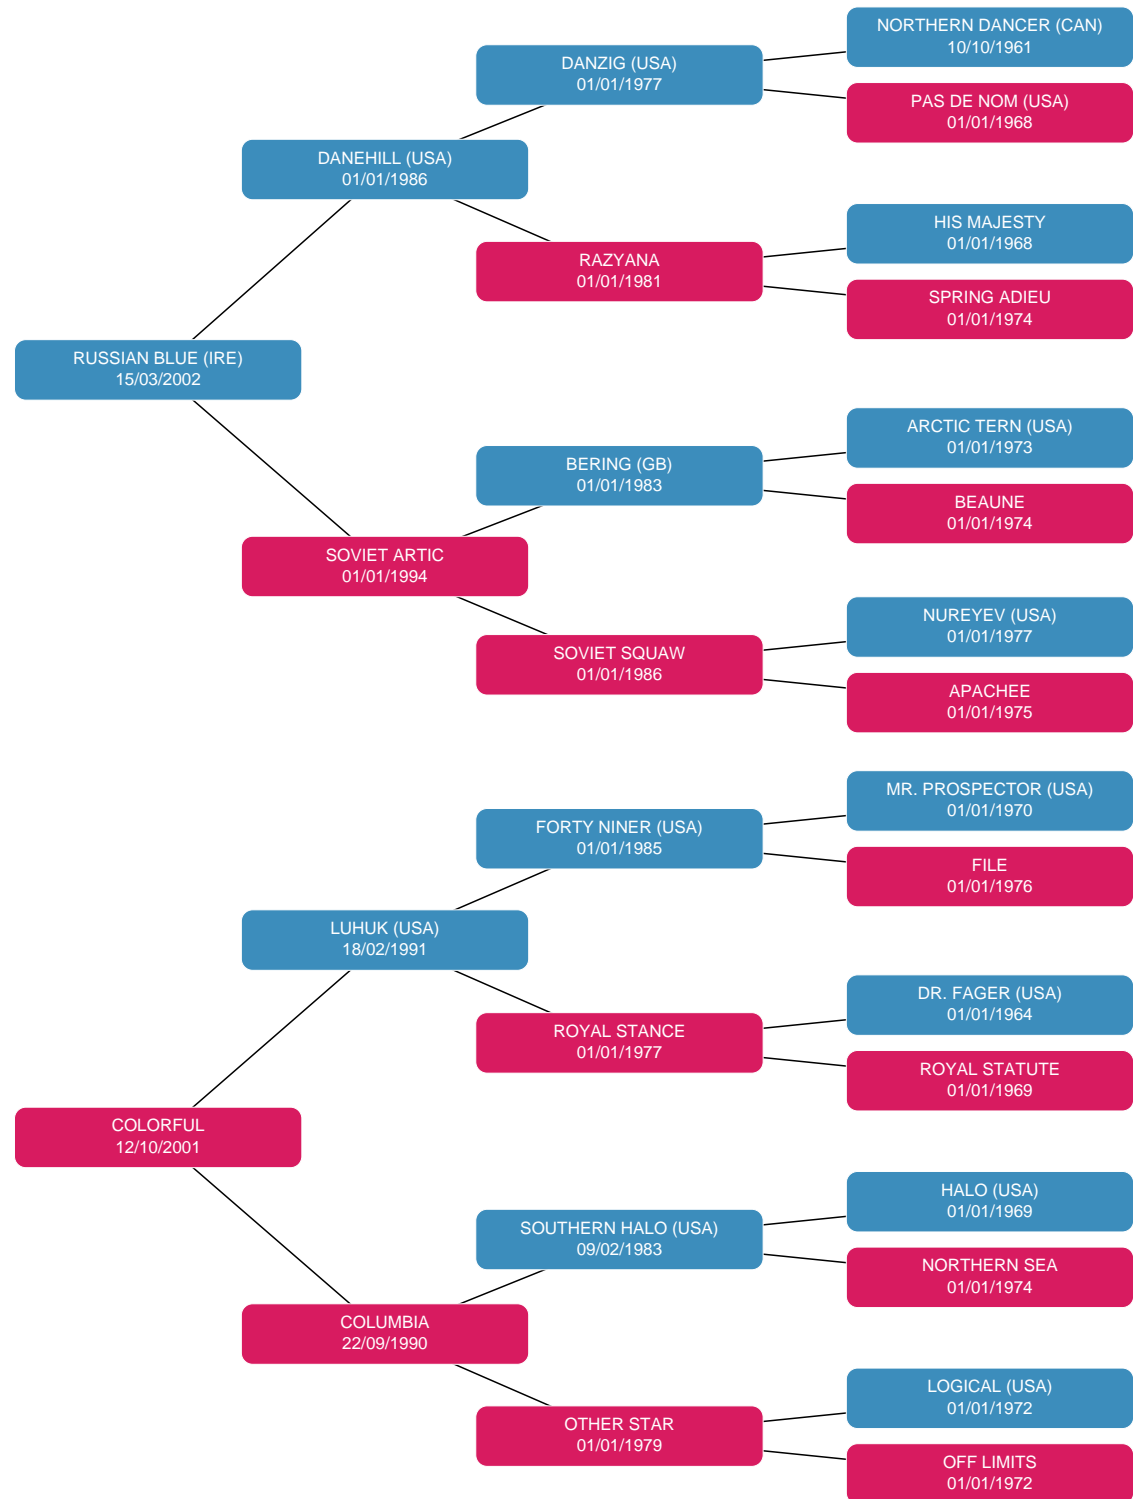 NORTHERN DANCER (CAN)
10/10/1961
DANZIG (USA)
01/01/1977
PAS DE NOM (USA)
01/01/1968
DANEHILL (USA)
01/01/1986
HIS MAJESTY
01/01/1968
RAZYANA
01/01/1981
SPRING ADIEU
01/01/1974
RUSSIAN BLUE (IRE)
15/03/2002
ARCTIC TERN (USA)
01/01/1973
BERING (GB)
01/01/1983
BEAUNE
01/01/1974
SOVIET ARTIC
01/01/1994
NUREYEV (USA)
01/01/1977
SOVIET SQUAW
01/01/1986
APACHEE
01/01/1975
MR. PROSPECTOR (USA)
01/01/1970
FORTY NINER (USA)
01/01/1985
FILE
01/01/1976
LUHUK (USA)
18/02/1991
DR. FAGER (USA)
01/01/1964
ROYAL STANCE
01/01/1977
ROYAL STATUTE
01/01/1969
COLORFUL
12/10/2001
HALO (USA)
01/01/1969
SOUTHERN HALO (USA)
09/02/1983
NORTHERN SEA
01/01/1974
COLUMBIA
22/09/1990
LOGICAL (USA)
01/01/1972
OTHER STAR
01/01/1979
OFF LIMITS
01/01/1972